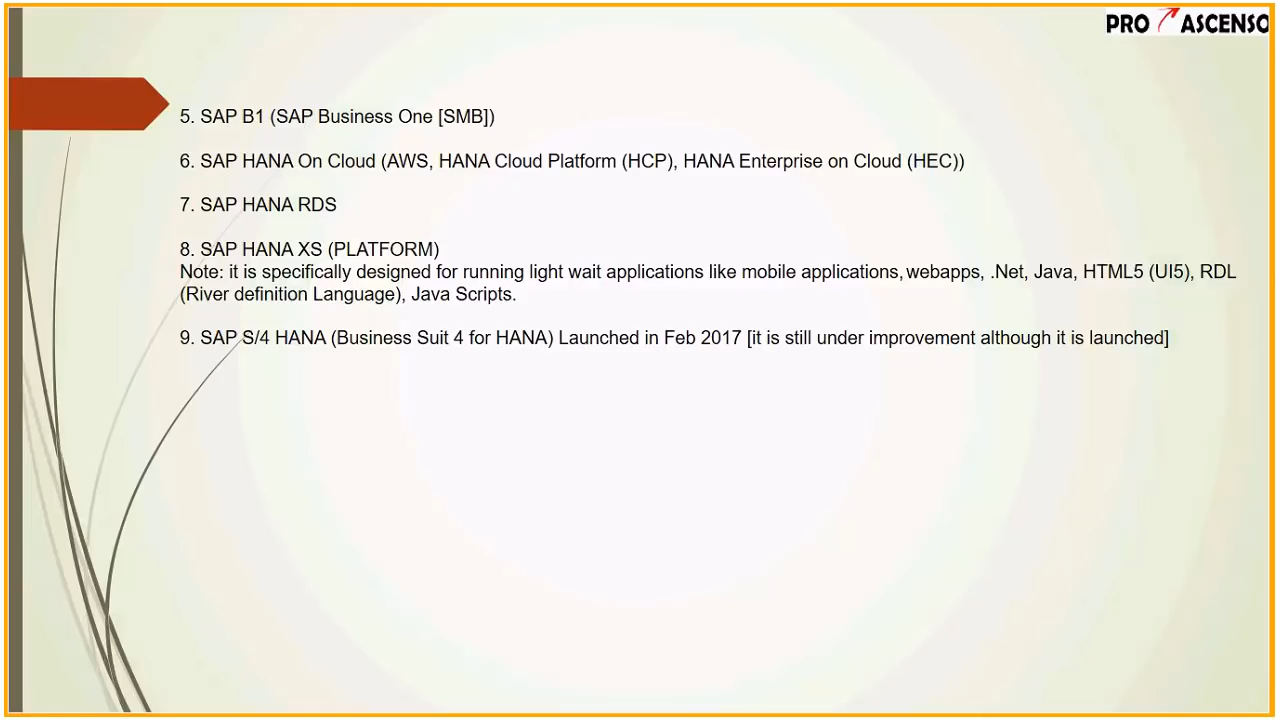 PRO ASCENSO
5. SAP B1 (SAP Business One [SMB])
6. SAP HANA On Cloud (AWS, HANA Cloud Platform (HCP), HANA Enterprise on Cloud (HEC))
7. SAP HANA RDS
8. SAP HANA XS (PLATFORM)
Note: it is specifically designed for running light wait applications like mobile applications, webapps, .Net, Java, HTML5 (UI5), RDL
(River definition Language), Java Scripts.
9. SAP S/4 HANA (Business Suit 4 for HANA) Launched in Feb 2017 [it is still under improvement although it is launched]